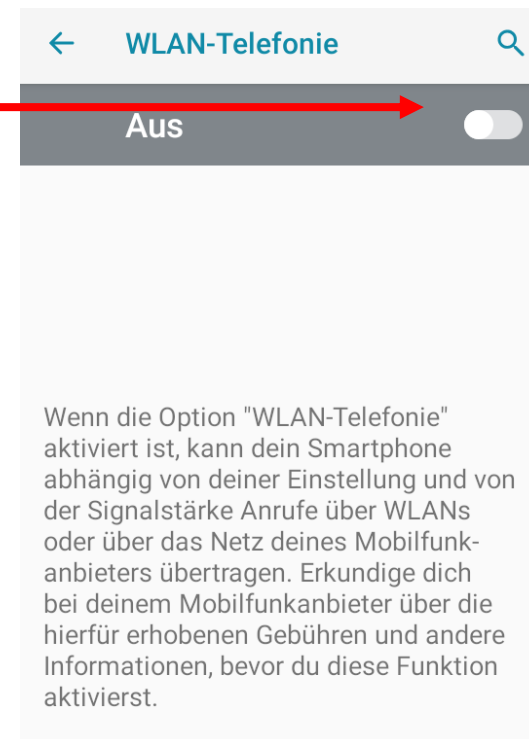 WLAN-Telefonie
Aus
Wenn die Option "WLAN-Telefonie"
aktiviert ist, kann dein Smartphone
abhängig von deiner Einstellung und von
der Signalstärke Anrufe über WLANs
oder über das Netz deines Mobilfunk-
anbieters übertragen. Erkundige dich
bei deinem Mobilfunkanbieter über die
hierfür erhobenen Gebühren und andere
Informationen, bevor du diese Funktion
aktivierst.